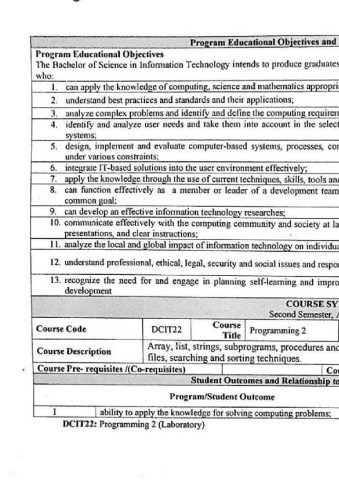 Program Educational Objectives and
Program Educational Objectives
The Bachelor of Science in Information Technology intends to produce graduates
who:
1. can apply the knowledge of computing, science and mathematics appropri
2. understand best practices and standards and their applications;
3. analyze complex problems and identify and define the computing requirem
4. identify and analyze user needs and take them into account in the select
systems;
5. design, implement and evaluate computer-based systems, processes, co
under various constraints;
6. integrate IT-based solutions into the user environment effectively;
7. apply the knowledge through the use of current techniques, skills, tools an
8. can function effectively as a member or leader of a development team
common goal;
9. can develop an effective information technology researches;
10. communicate effectively with the computing community and society at la
presentations, and clear instructions;
11. analyze the local and global impact of information technology on individu
12. understand professional, ethical, legal, security and social issues and respo
13. recognize the need for and engage in planning self-learning and impro
development
COURSE SY
Second Semester,
Course Code DCIT22 Course Title Programming 2
Course Description Array, list, strings, subprograms, procedures and
files, searching and sorting techniques.
Course Pre- requisites /(Co-requisites) Co
Student Outcomes and Relationship to
Program/Student Outcome
1 ability to apply the knowledge for solving computing problems;
DCIT22: Programming 2 (Laboratory)